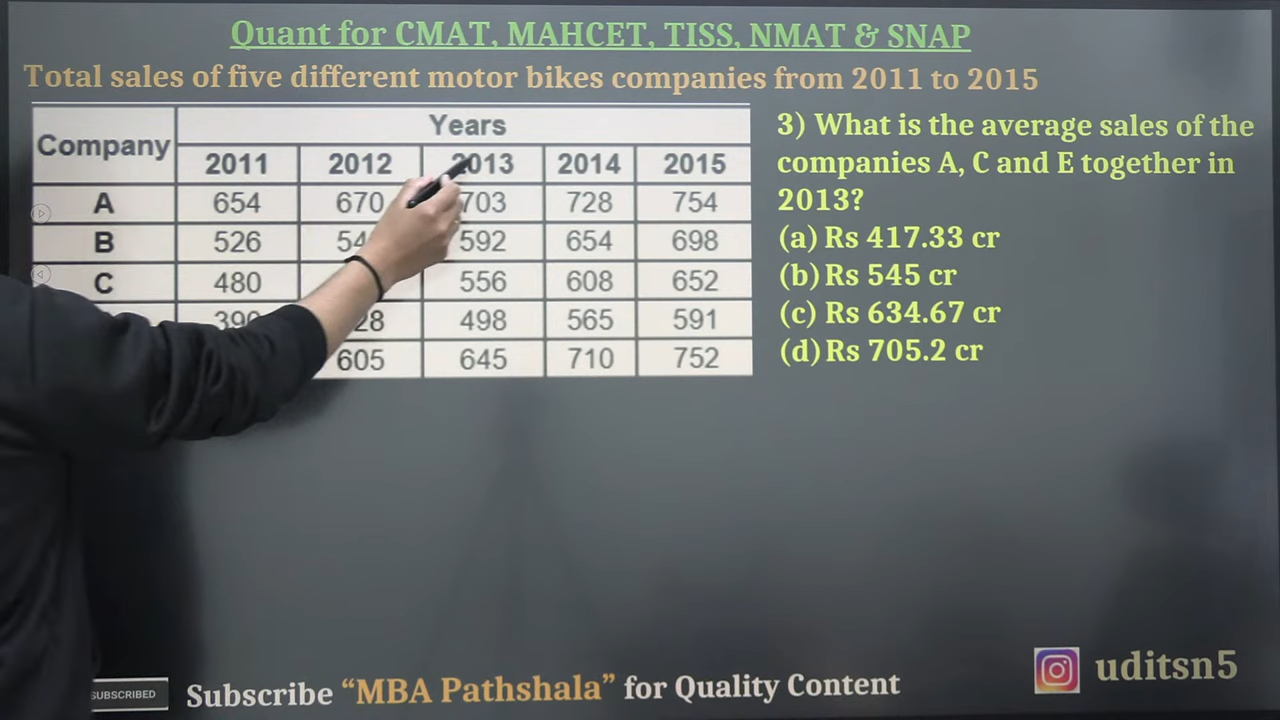 Quant for CMAT, MAHCET, TISS, NMAT & SNAP
Total sales of five different motor bikes companies from 2011 to 2015
Company Years
2011 2012 2013 2014 2015
A 654 670 703 728 754
B 526 592 654 698
C 480 556 608 652
498 565 591
605 645 710 752
3) What is the average sales of the
companies A, C and E together in
2013?
(a) Rs 417.33 cr
(b) Rs 545 cr
(c) Rs 634.67 cr
(d) Rs 705.2 cr
SUBSCRIBED
Subscribe “MBA Pathshala” for Quality Content
uditsn5